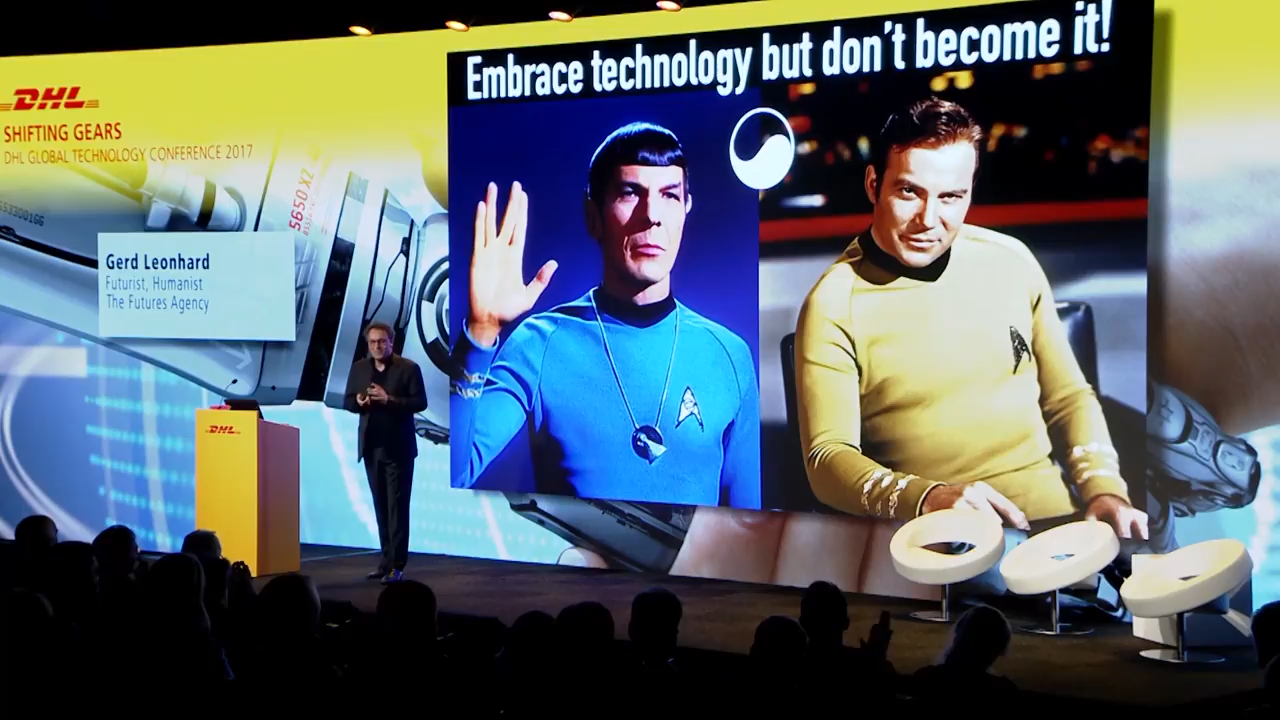 Embrace technology but don't become it!
DHL
SHIFTING GEARS
DHL GLOBAL TECHNOLOGY CONFERENCE 2017
5650 XZ
Gerd Leonhard
Futurist, Humanist
The Futures Agency
DHL